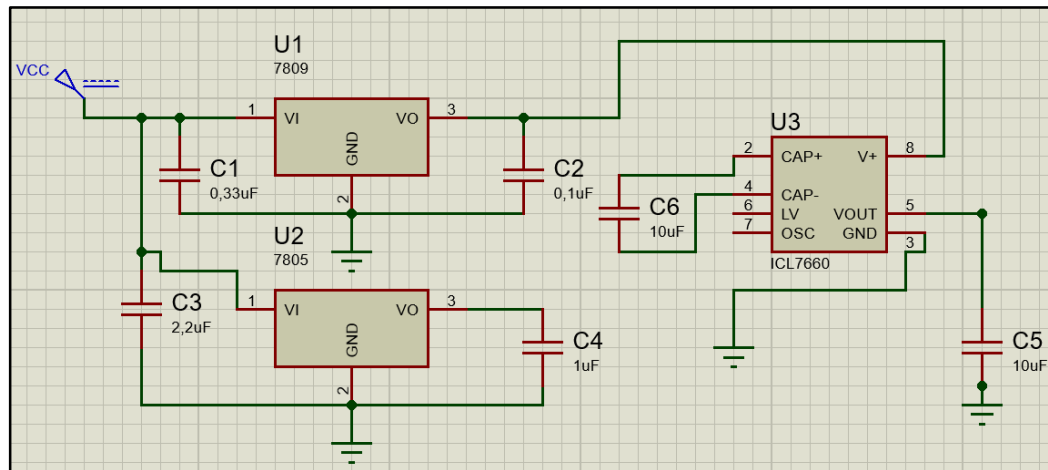 VCC
U1
7809
1
VI
VO
3
GND
2
C1
0,33uF
C2
0,1uF
U2
7805
1
VI
VO
3
GND
2
C3
2,2uF
C4
1uF
U3
2
CAP+
V+
8
4
CAP-
6
LV
VOUT
5
7
OSC
GND
3
ICL7660
C6
10uF
C5
10uF